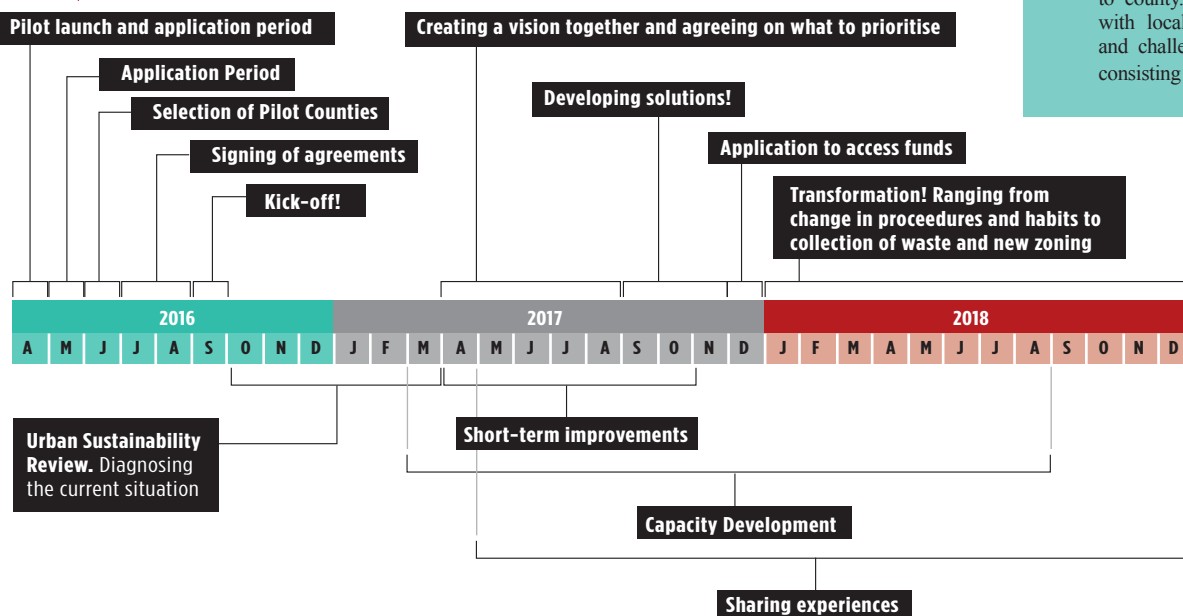 to county.
with local
and challe
consisting
Pilot launch and application period
Application Period
Selection of Pilot Counties
Signing of agreements
Kick-off!
Creating a vision together and agreeing on what to prioritise
Developing solutions!
Application to access funds
Transformation! Ranging from
change in proceedures and habits to
collection of waste and new zoning
2016 2017 2018
A M J J A S O N D J F M A M J J A S O N D J F M A M J J A S O N D
Urban Sustainability
Review. Diagnosing
the current situation
Short-term improvements
Capacity Development
Sharing experiences